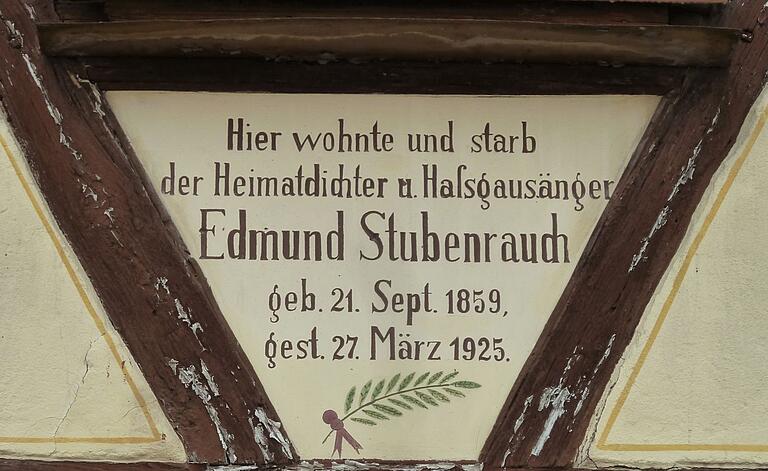 Hier wohnte und starb
der Heimatdichter u. Haſsgausänger
Edmund Stubenrauch
geb. 21. Sept. 1859,
gest. 27. März 1925.